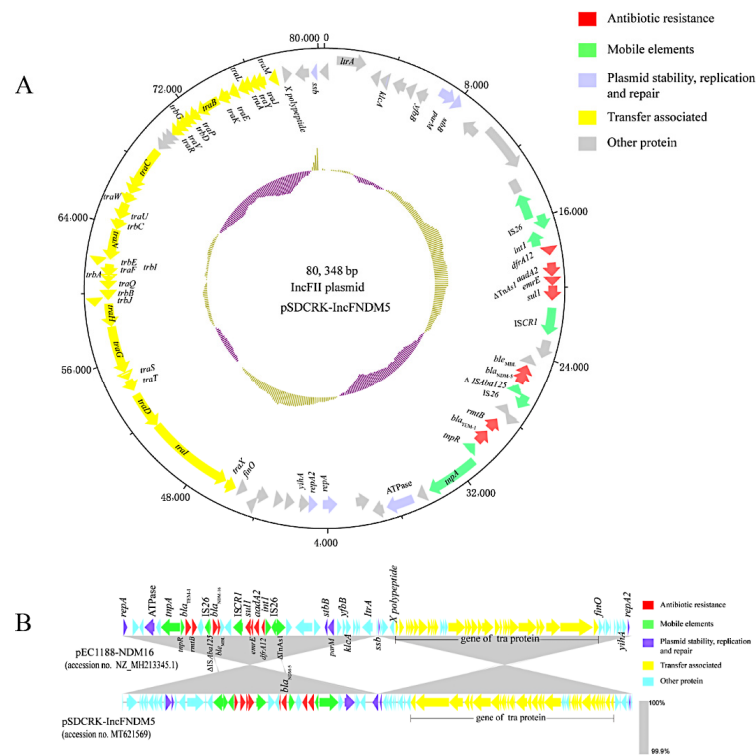 A
80,000
0
8,000
16,000
24,000
32,000
4,000
48,000
56,000
64,000
72,000
ltrA
klcA
yfbB
parM
stbB
IS26
int1
dfrA12
aadA2
emrE
ΔTnAs1
sul1
ISCR1
bleMBL
blaNDM-5
Δ ISAba125
IS26
rmtB
blaTEM-1
tnpR
tnpA
ATPase
repA
repA2
yihA
finO
traX
traI
traD
traT
traS
traG
traH
trbJ
trbB
traQ
trbA
traF
trbI
trbE
traN
trbC
traU
traW
traC
traR
traV
trbD
traP
trbG
traB
traK
traE
traL
traA
traY
traJ
traM
X polypeptide
ssb
80, 348 bp
IncFII plasmid
pSDCRK-IncFNDM5
Antibiotic resistance
Mobile elements
Plasmid stability, replication
and repair
Transfer associated
Other protein
B
repA
ATPase
tnpA
blaTEM-1
IS26
blaNDM-16
ISCR1
sul1
aadA2
int1
IS26
stbB
yfbB
ltrA
X polypeptide
finO
repA2
tnpR
rmtB
ΔISAba125
bleMBL
emrE
dfrA12
ΔTnAs1
parM
klcA
ssb
yihA
gene of tra protein
pEC1188-NDM16
(accession no. NZ_MH213345.1)
blaNDM-5
pSDCRK-IncFNDM5
(accession no. MT621569)
gene of tra protein
Antibiotic resistance
Mobile elements
Plasmid stability, replication
and repair
Transfer associated
Other protein
100%
99.9%